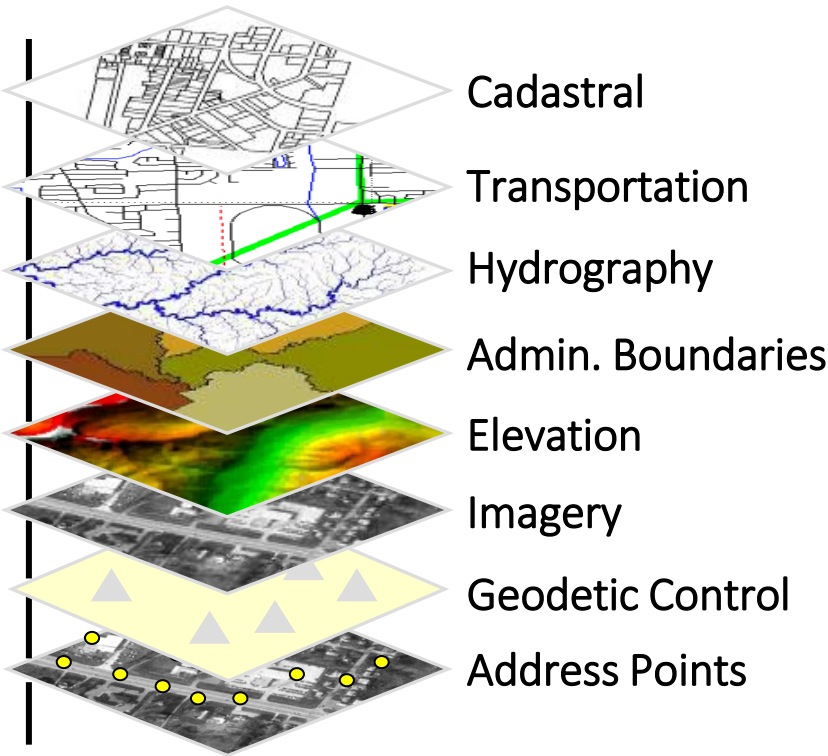 Cadastral
Transportation
Hydrography
Admin. Boundaries
Elevation
Imagery
Geodetic Control
Address Points